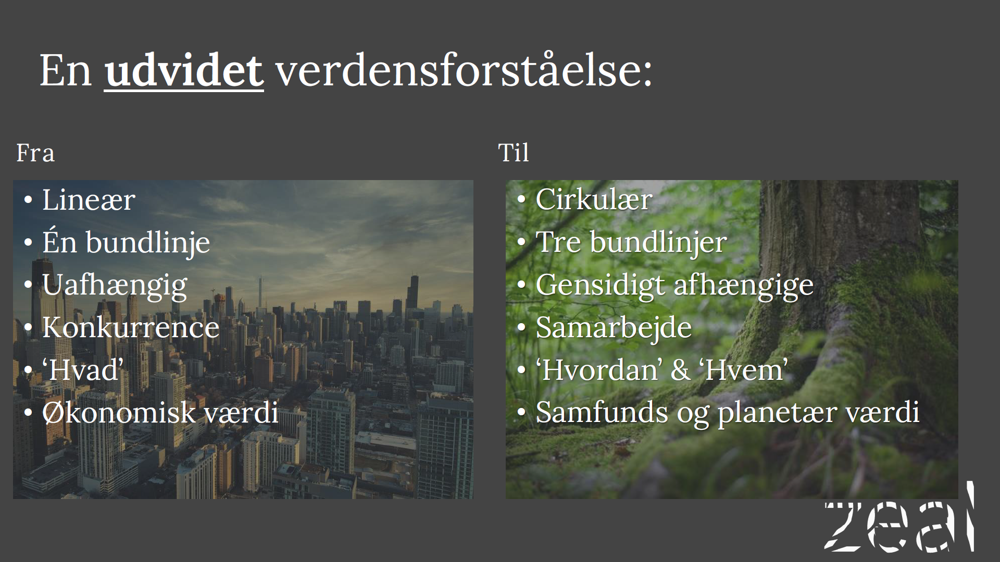 En udvidet verdensforståelse:
Fra
• Lineær
• Én bundlinje
• Uafhængig
• Konkurrence
• ‘Hvad’
• Økonomisk værdi
Til
• Cirkulær
• Tre bundlinjer
• Gensidigt afhængige
• Samarbejde
• ‘Hvordan’ & ‘Hvem’
• Samfunds og planetær værdi
zeal